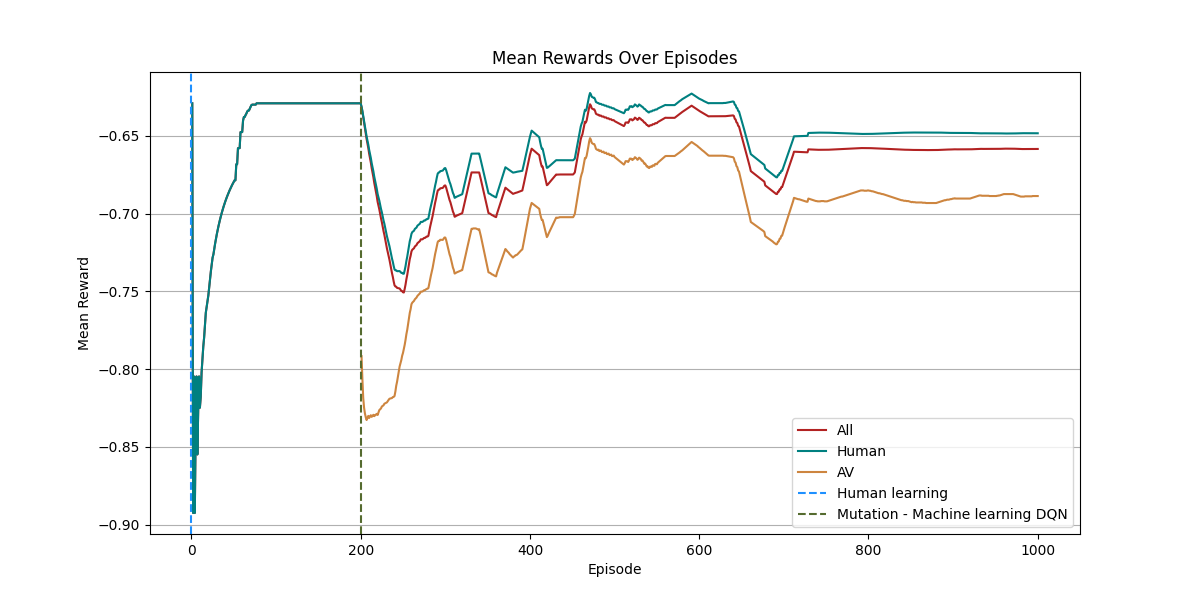 Mean Rewards Over Episodes
Mean Reward
−0.65
−0.70
−0.75
−0.80
−0.85
−0.90
0
200
400
600
800
1000
Episode
All
Human
AV
Human learning
Mutation - Machine learning DQN